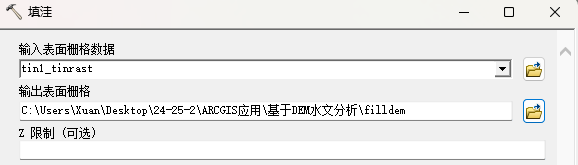 填洼
输入表面栅格数据
tin1_tinrast
输出表面栅格
C:\Users\Xuan\Desktop\24-25-2\ARCGIS应用\基于DEM水文分析\filldem
Z 限制 (可选)